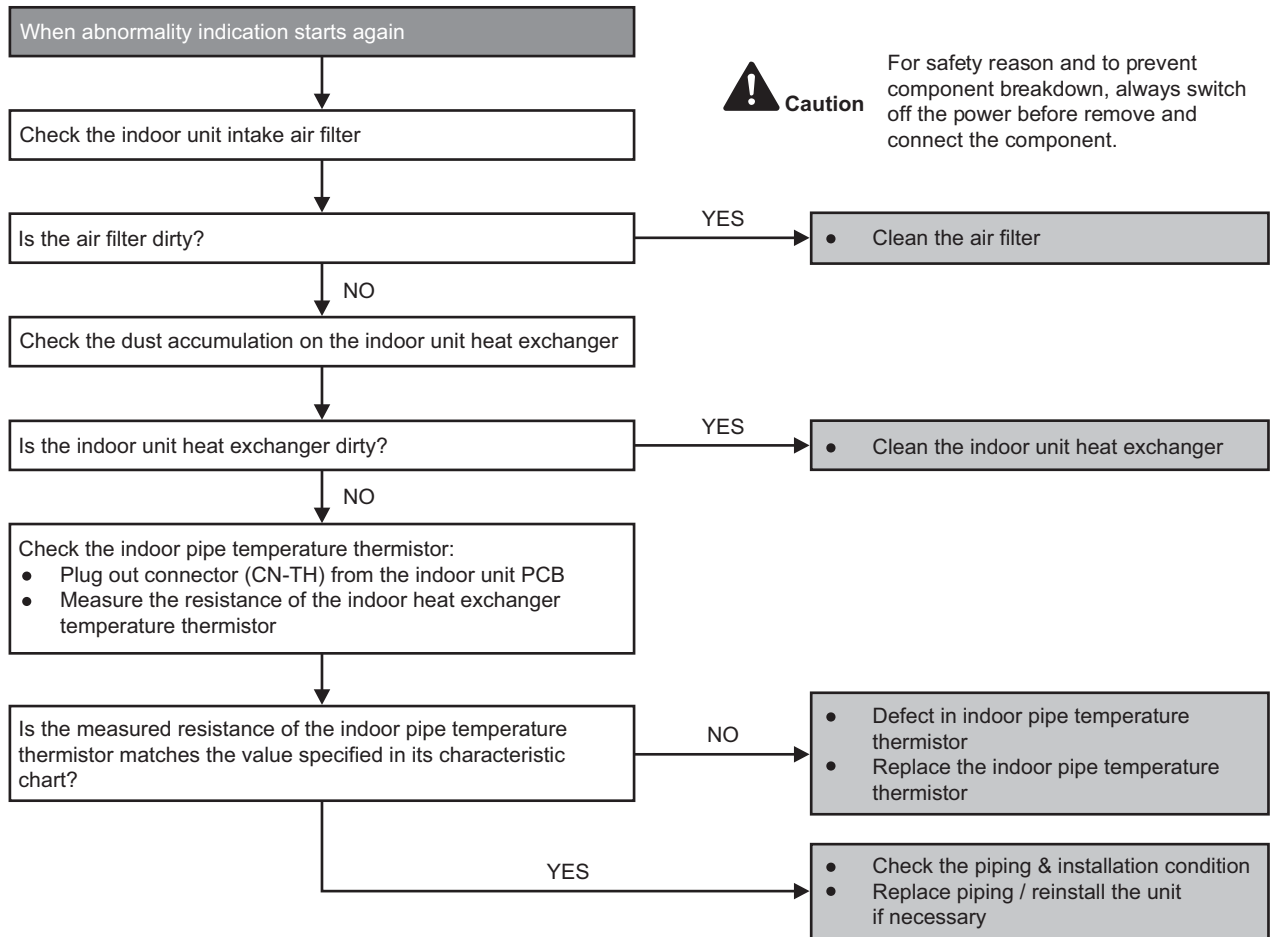 When abnormality indication starts again
Caution
For safety reason and to prevent
component breakdown, always switch
off the power before remove and
connect the component.
Check the indoor unit intake air filter
Is the air filter dirty?
YES
● Clean the air filter
NO
Check the dust accumulation on the indoor unit heat exchanger
Is the indoor unit heat exchanger dirty?
YES
● Clean the indoor unit heat exchanger
NO
Check the indoor pipe temperature thermistor:
● Plug out connector (CN-TH) from the indoor unit PCB
● Measure the resistance of the indoor heat exchanger
temperature thermistor
Is the measured resistance of the indoor pipe temperature
thermistor matches the value specified in its characteristic
chart?
NO
● Defect in indoor pipe temperature
thermistor
● Replace the indoor pipe temperature
thermistor
YES
● Check the piping & installation condition
● Replace piping / reinstall the unit
if necessary